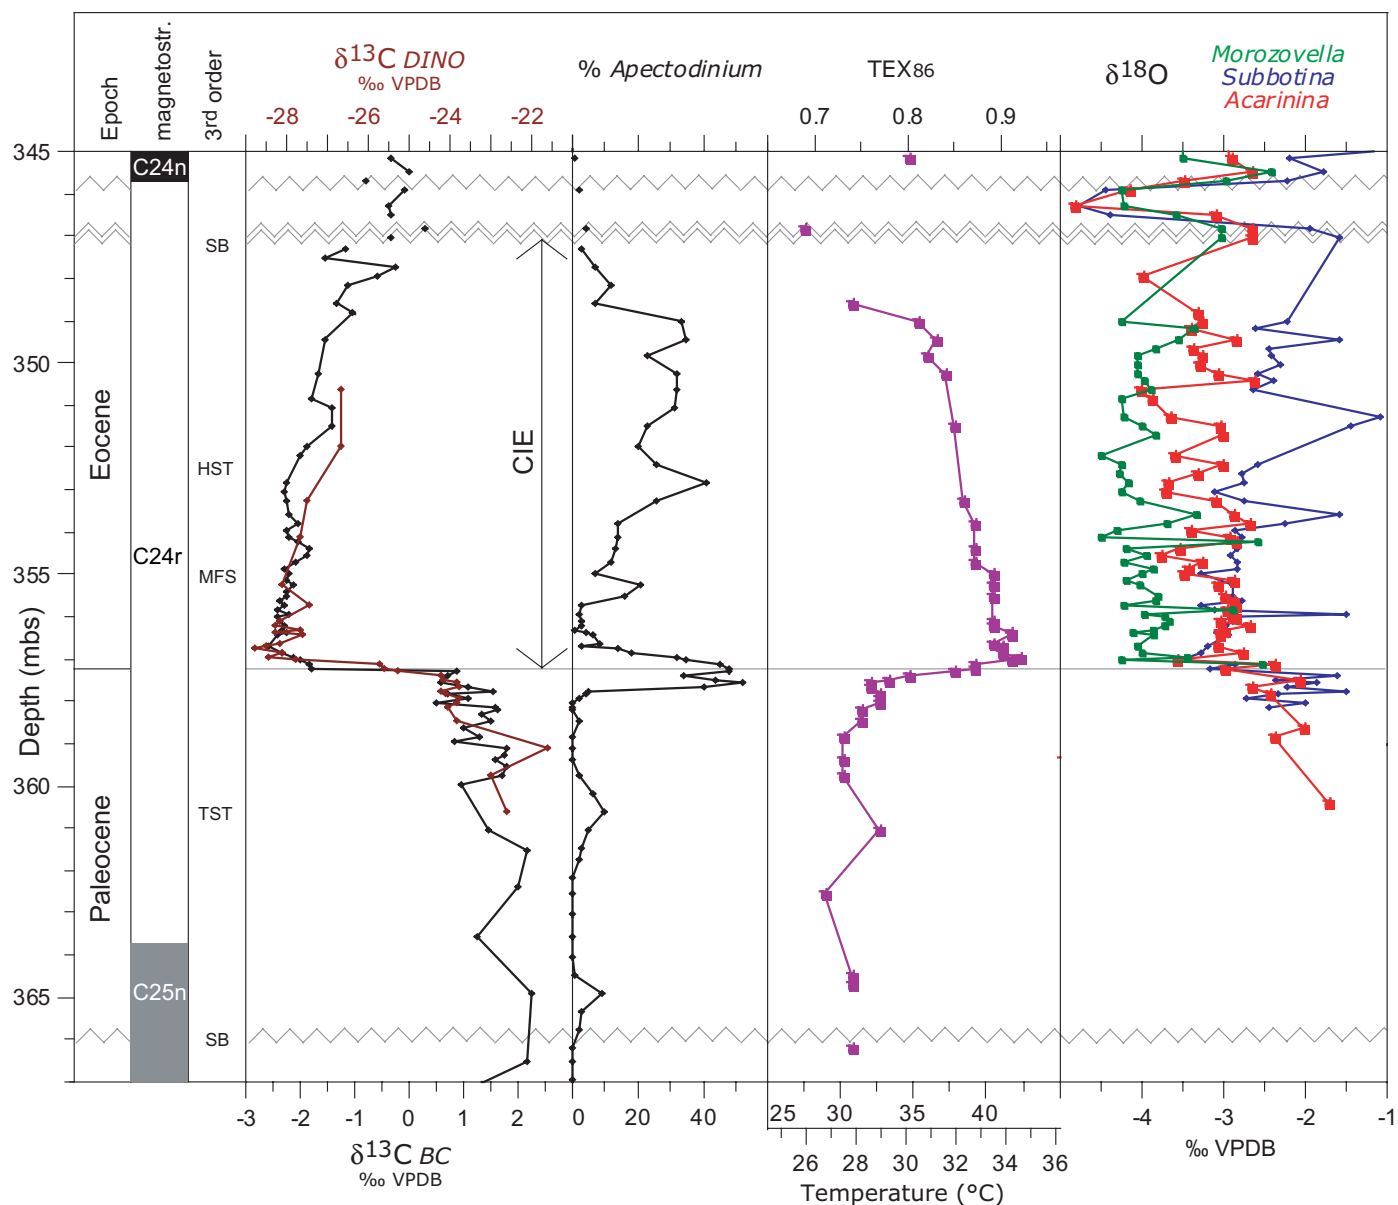 Epoch
magnetostr.
3rd order
δ13C DINO
‰ VPDB
-28 -26 -24 -22
% Apectodinium
TEX86
0.7 0.8 0.9
δ18O
Morozovella
Subbotina
Acarinina
345
350
355
360
365
Depth (mbs)
Eocene
Paleocene
C24n
C24r
C25n
SB
HST
MFS
TST
SB
CIE
-3 -2 -1 0 1 2
δ13C BC
‰ VPDB
0 20 40
25 30 35 40
26 28 30 32 34 36
Temperature (°C)
-4 -3 -2 -1
‰ VPDB